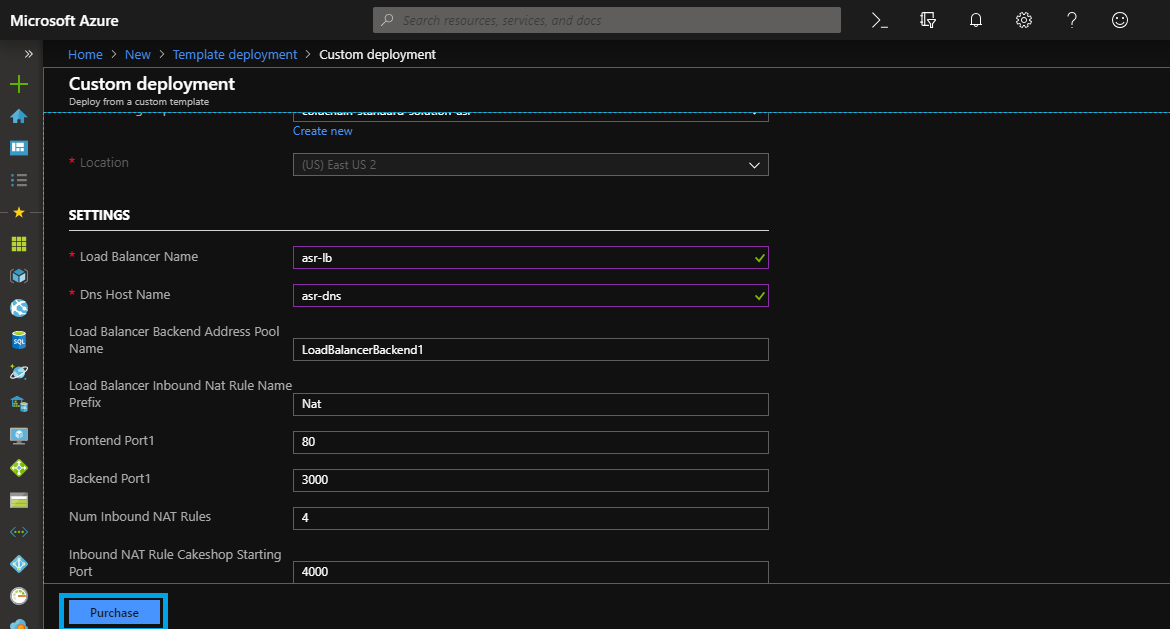 Microsoft Azure
Search resources, services, and docs
Home > New > Template deployment > Custom deployment
Custom deployment
Deploy from a custom template
Create new
* Location
(US) East US 2
SETTINGS
* Load Balancer Name
asr-lb
* Dns Host Name
asr-dns
Load Balancer Backend Address Pool
Name
LoadBalancerBackend1
Load Balancer Inbound Nat Rule Name
Prefix
Nat
Frontend Port1
80
Backend Port1
3000
Num Inbound NAT Rules
4
Inbound NAT Rule Cakeshop Starting
Port
4000
Purchase